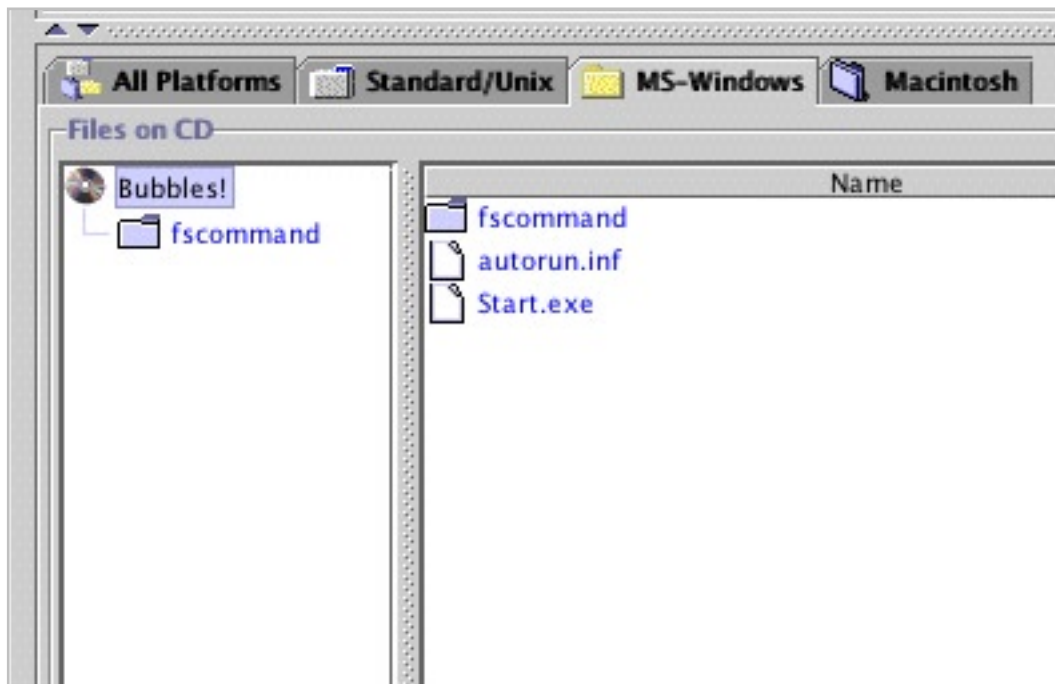 All Platforms Standard/Unix MS-Windows Macintosh
Files on CD
Bubbles!
fscommand
Name
fscommand
autorun.inf
Start.exe